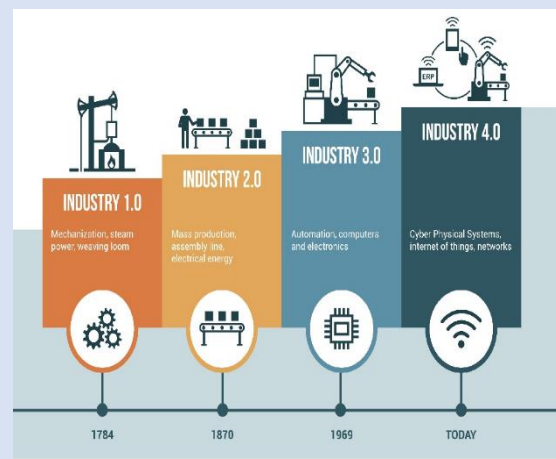 INDUSTRY 1.0
Mechanization, steam
power, weaving loom
INDUSTRY 2.0
Mass production,
assembly line,
electrical energy
INDUSTRY 3.0
Automation, computers
and electronics
ERP
INDUSTRY 4.0
Cyber Physical Systems,
internet of things, networks
1784
1870
1969
TODAY